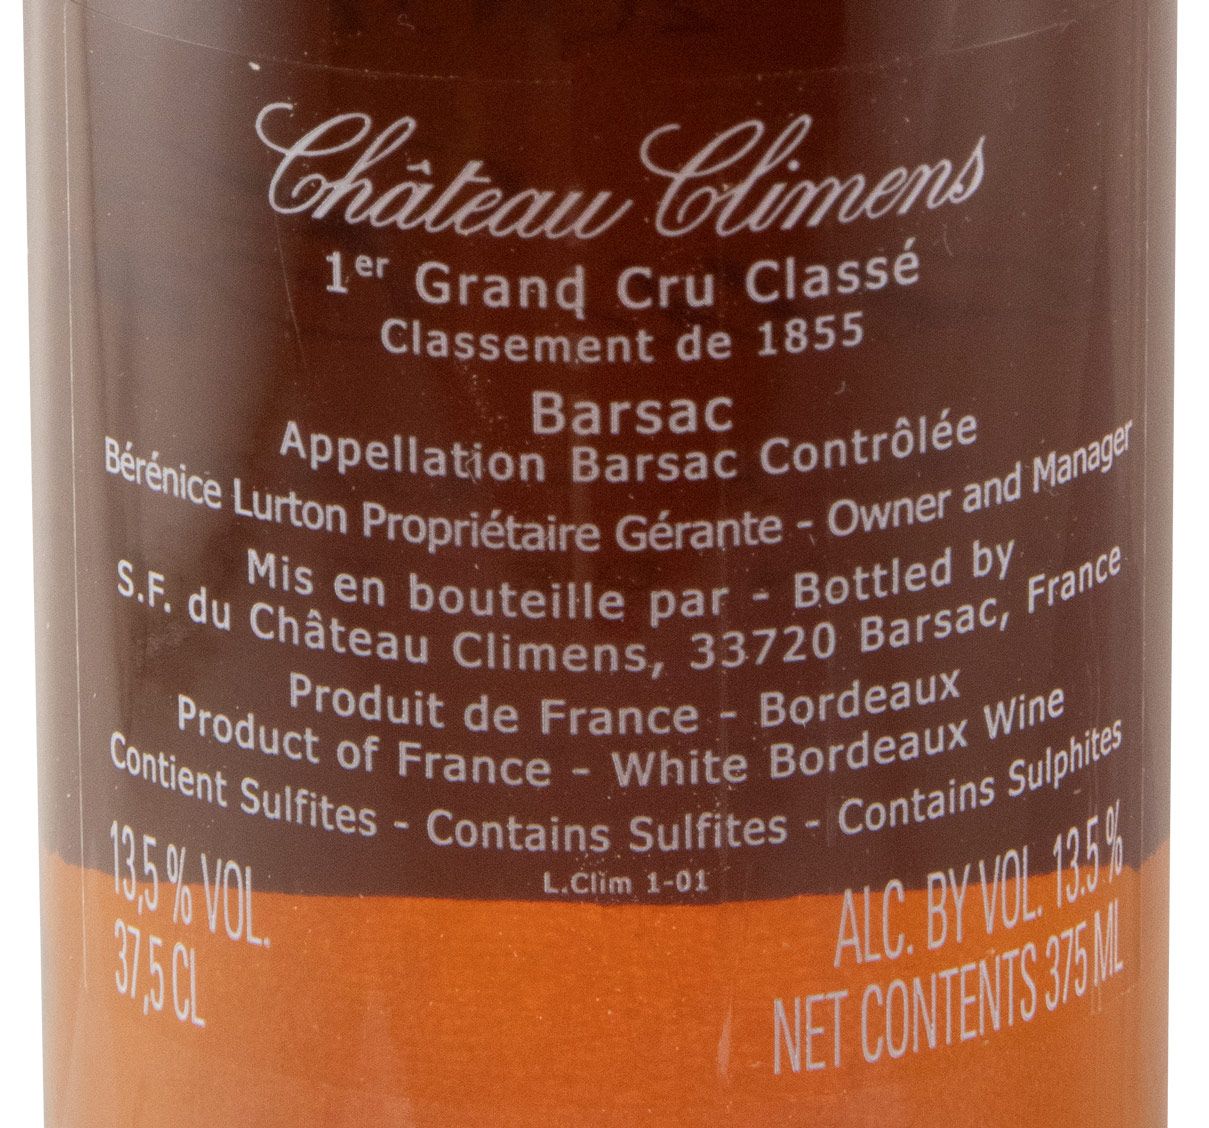 Château Climens
1er Grand Cru Classé
Classement de 1855
Barsac
Appellation Barsac Contrôlée
Bérénice Lurton Propriétaire Gérante - Owner and Manager
Mis en bouteille par - Bottled by
S.F. du Château Climens, 33720 Barsac, France
Produit de France - Bordeaux
Product of France - White Bordeaux Wine
Contient Sulfites - Contains Sulfites - Contains Sulphites
L.Clim 1-01
13,5 % VOL.
37,5 CL
ALC. BY VOL. 13.5 %
NET CONTENTS 375 ML